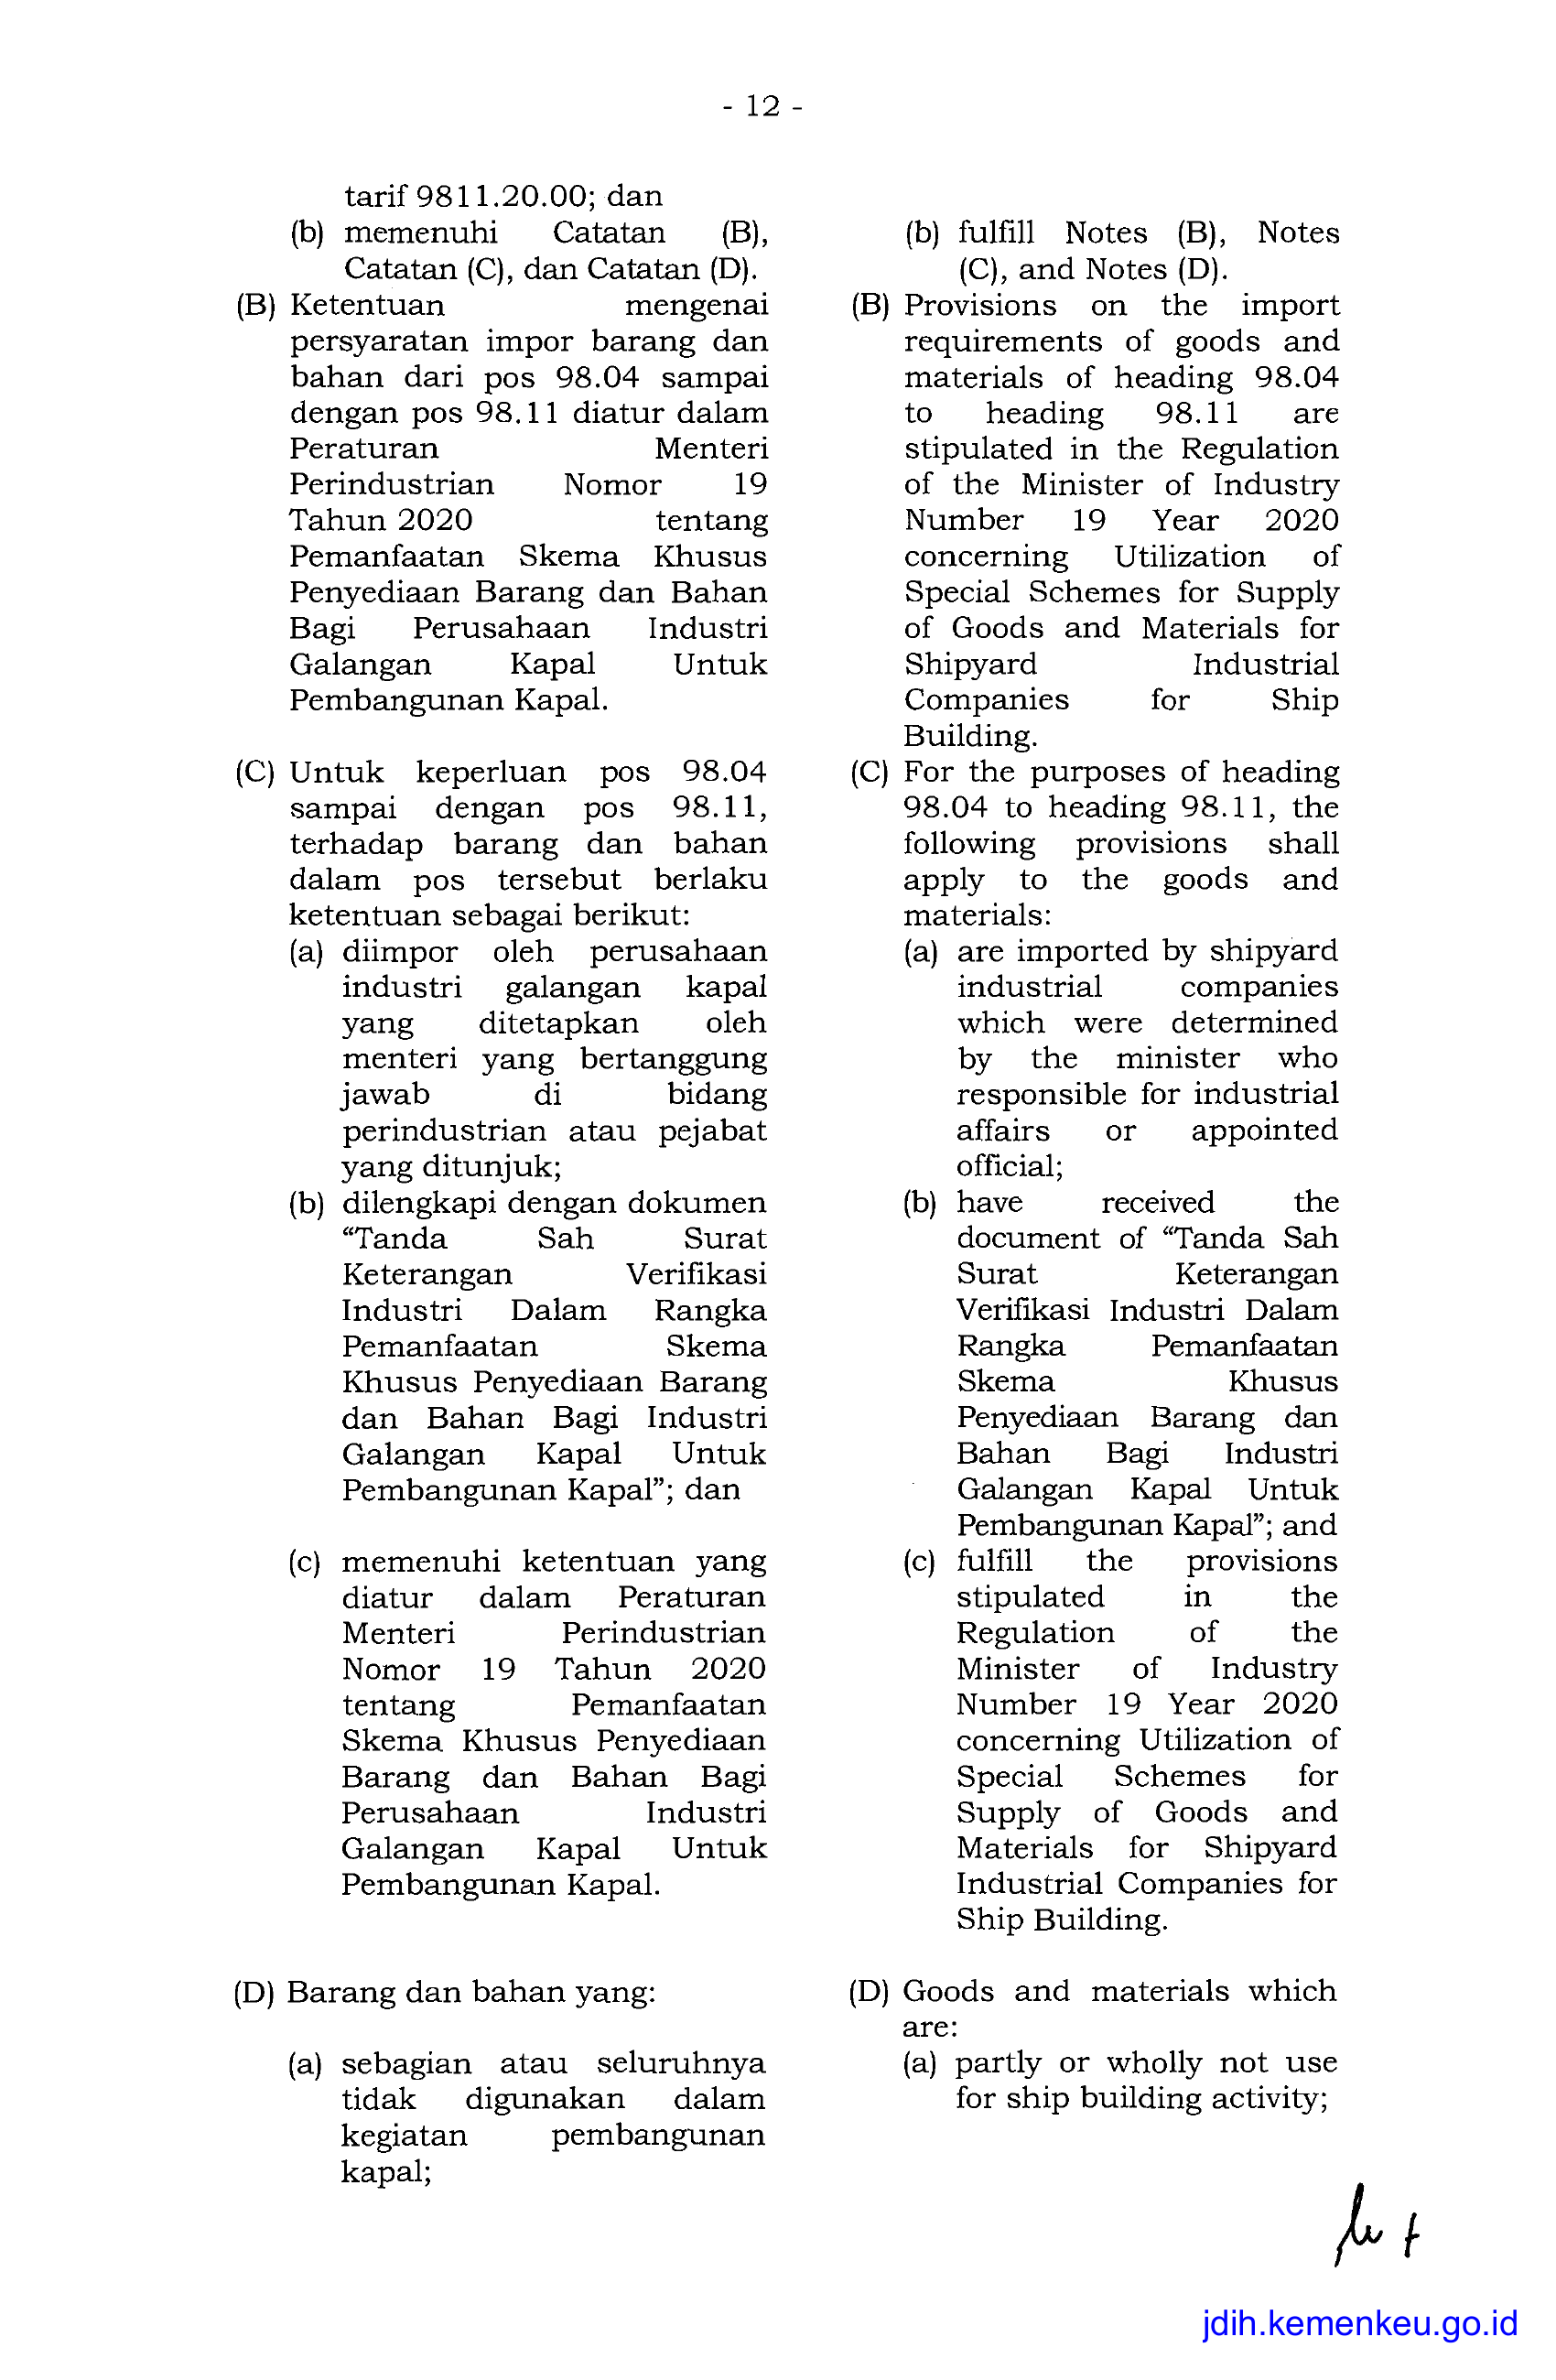 - 12 -
tarif 9811.20.00; dan
(b) memenuhi Catatan (B),
Catatan (C), dan Catatan (D).
(B) Ketentuan mengenai
persyaratan impor barang dan
bahan dari pos 98.04 sampai
dengan pos 98.11 diatur dalam
Peraturan Menteri
Perindustrian Nomor 19
Tahun 2020 tentang
Pemanfaatan Skema Khusus
Penyediaan Barang dan Bahan
Bagi Perusahaan Industri
Galangan Kapal Untuk
Pembangunan Kapal.
(C) Untuk keperluan pos 98.04
sampai dengan pos 98.11,
terhadap barang dan bahan
dalam pos tersebut berlaku
ketentuan sebagai berikut:
(a) diimpor oleh perusahaan
industri galangan kapal
yang ditetapkan oleh
menteri yang bertanggung
jawab di bidang
perindustrian atau pejabat
yang ditunjuk;
(b) dilengkapi dengan dokumen
“Tanda Sah Surat
Keterangan Verifikasi
Industri Dalam Rangka
Pemanfaatan Skema
Khusus Penyediaan Barang
dan Bahan Bagi Industri
Galangan Kapal Untuk
Pembangunan Kapal”; dan
(c) memenuhi ketentuan yang
diatur dalam Peraturan
Menteri Perindustrian
Nomor 19 Tahun 2020
tentang Pemanfaatan
Skema Khusus Penyediaan
Barang dan Bahan Bagi
Perusahaan Industri
Galangan Kapal Untuk
Pembangunan Kapal.
(D) Barang dan bahan yang:
(a) sebagian atau seluruhnya
tidak digunakan dalam
kegiatan pembangunan
kapal;
(b) fulfill Notes (B), Notes
(C), and Notes (D).
(B) Provisions on the import
requirements of goods and
materials of heading 98.04
to heading 98.11 are
stipulated in the Regulation
of the Minister of Industry
Number 19 Year 2020
concerning Utilization of
Special Schemes for Supply
of Goods and Materials for
Shipyard Industrial
Companies for Ship
Building.
(C) For the purposes of heading
98.04 to heading 98.11, the
following provisions shall
apply to the goods and
materials:
(a) are imported by shipyard
industrial companies
which were determined
by the minister who
responsible for industrial
affairs or appointed
official;
(b) have received the
document of “Tanda Sah
Surat Keterangan
Verifikasi Industri Dalam
Rangka Pemanfaatan
Skema Khusus
Penyediaan Barang dan
Bahan Bagi Industri
Galangan Kapal Untuk
Pembangunan Kapal”; and
(c) fulfill the provisions
stipulated in the
Regulation of the
Minister of Industry
Number 19 Year 2020
concerning Utilization of
Special Schemes for
Supply of Goods and
Materials for Shipyard
Industrial Companies for
Ship Building.
(D) Goods and materials which
are:
(a) partly or wholly not use
for ship building activity;
jdih.kemenkeu.go.id